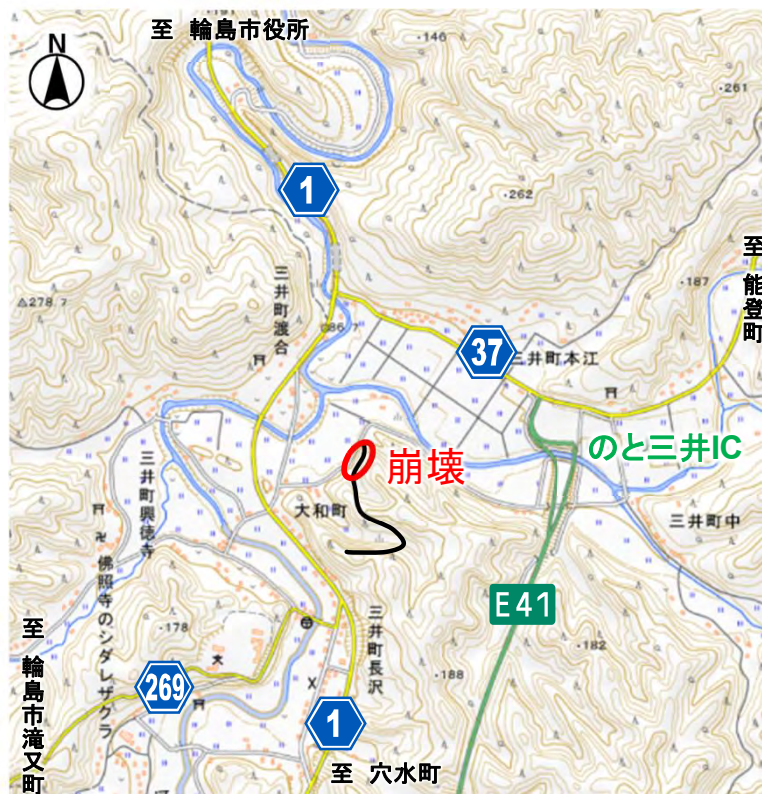 至 輪島市役所
N
・146
・261
1
・262
至 能登町
・187
△278.7
三井町渡合
37
三井町本江
のと三井IC
崩壊
三井町興徳寺
大和町
三井町中
佛照寺のシダレザクラ
E41
至 輪島市滝又町
・178
三井町長沢
・182
・188
269
1
至 穴水町